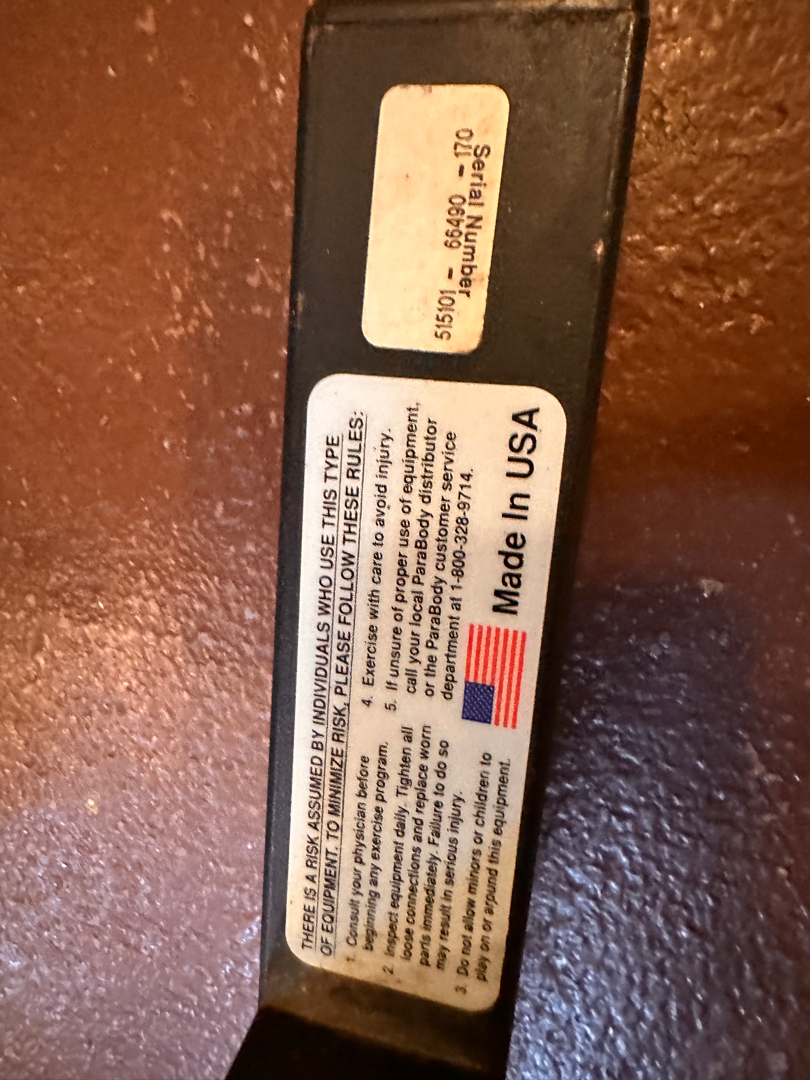 THERE IS A RISK ASSUMED BY INDIVIDUALS WHO USE THIS TYPE
OF EQUIPMENT. TO MINIMIZE RISK, PLEASE FOLLOW THESE RULES:
1. Consult your physician before
beginning any exercise program.
2. Inspect equipment daily. Tighten all
loose connections and replace worn
parts immediately. Failure to do so
may result in serious injury.
3. Do not allow minors or children to
play on or around this equipment.
4. Exercise with care to avoid injury.
5. If unsure of proper use of equipment,
call your local ParaBody distributor
or the ParaBody customer service
department at 1-800-328-9714.
Made In USA
515101 - 66490 - 170
Serial Number